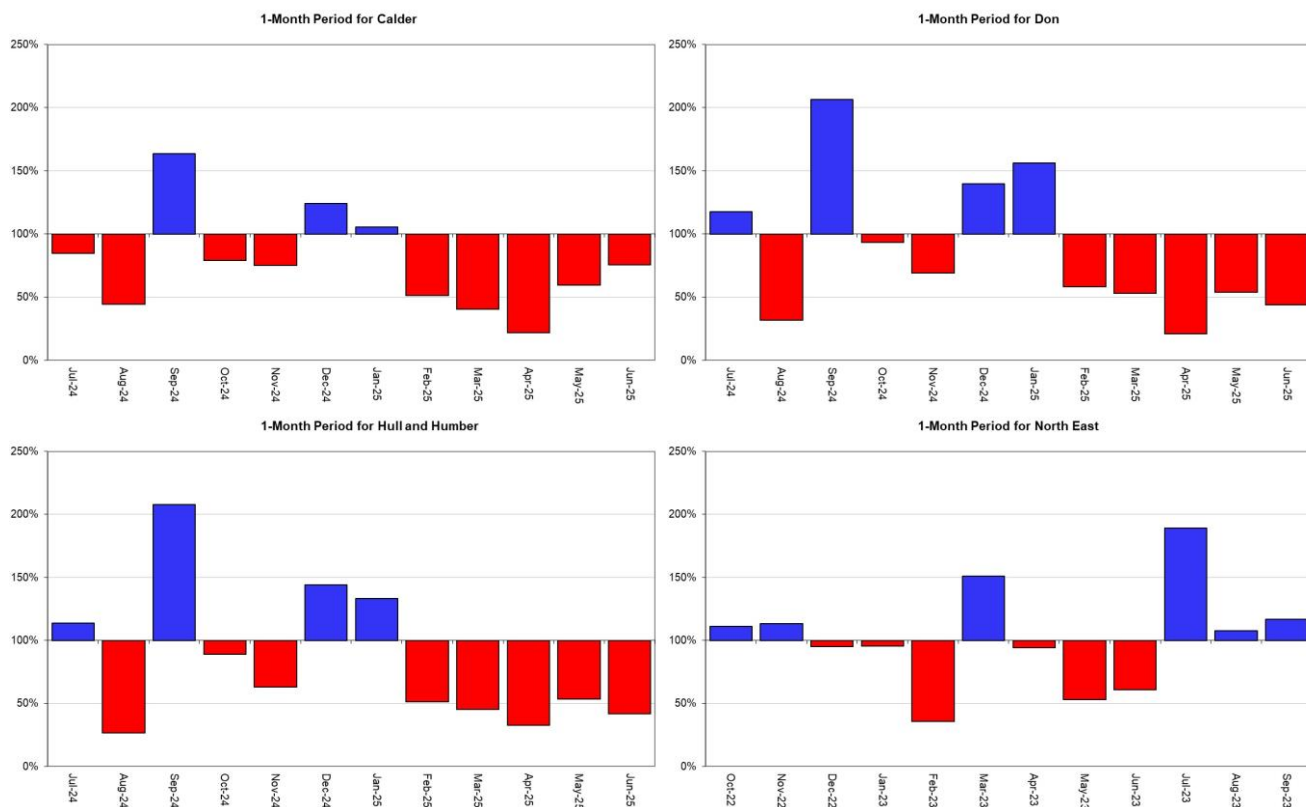 1-Month Period for Calder
250%
200%
150%
100%
50%
0%
Jul-24
Aug-24
Sep-24
Oct-24
Nov-24
Dec-24
Jan-25
Feb-25
Mar-25
Apr-25
May-25
Jun-25
1-Month Period for Don
250%
200%
150%
100%
50%
0%
Jul-24
Aug-24
Sep-24
Oct-24
Nov-24
Dec-24
Jan-25
Feb-25
Mar-25
Apr-25
May-25
Jun-25
1-Month Period for Hull and Humber
250%
200%
150%
100%
50%
0%
Jul-24
Aug-24
Sep-24
Oct-24
Nov-24
Dec-24
Jan-25
Feb-25
Mar-25
Apr-25
May-25
Jun-25
1-Month Period for North East
250%
200%
150%
100%
50%
0%
Oct-22
Nov-22
Dec-22
Jan-23
Feb-23
Mar-23
Apr-23
May-23
Jun-23
Jul-23
Aug-23
Sep-23